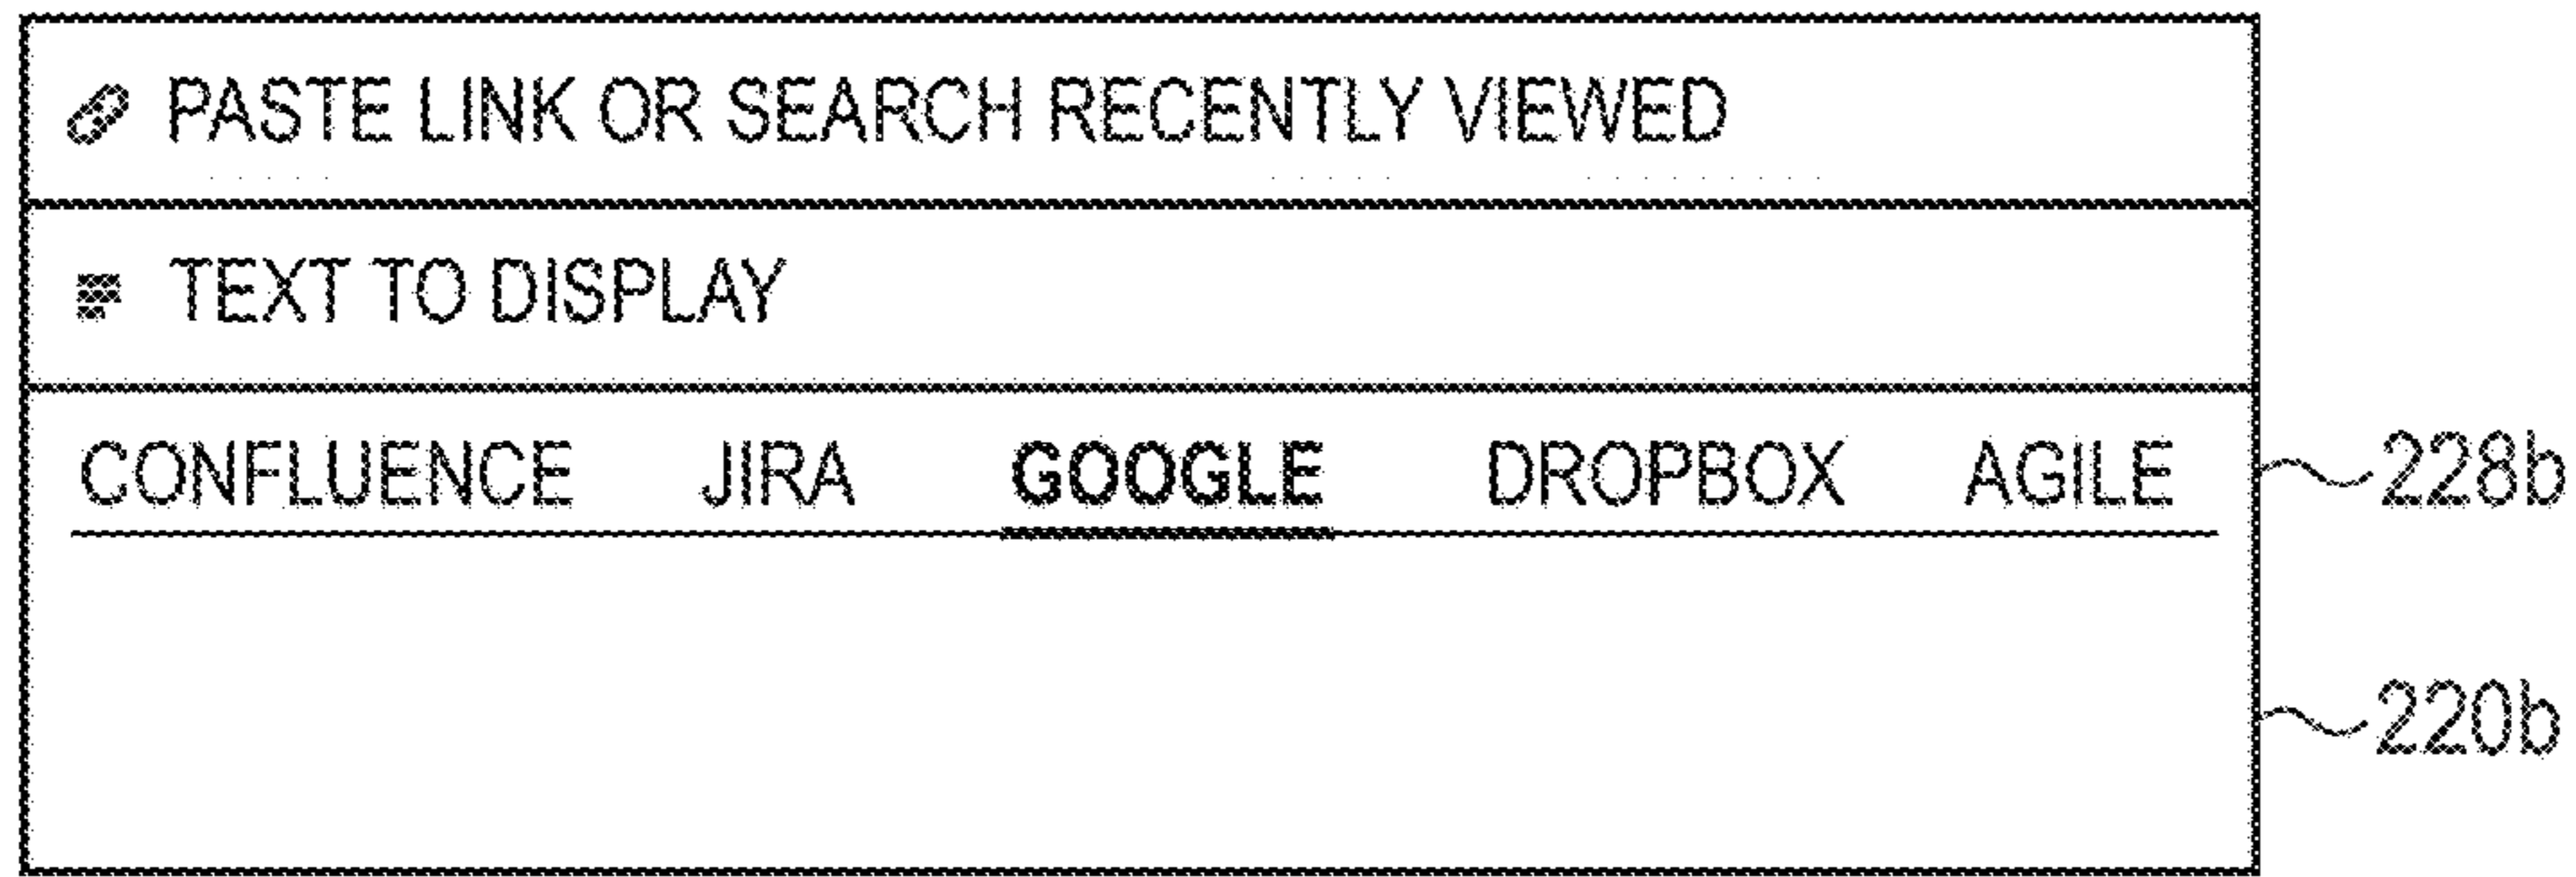 PASTE LINK OR SEARCH RECENTLY VIEWED
TEXT TO DISPLAY
CONFLUENCE JIRA GOOGLE DROPBOX AGILE 228b
220b